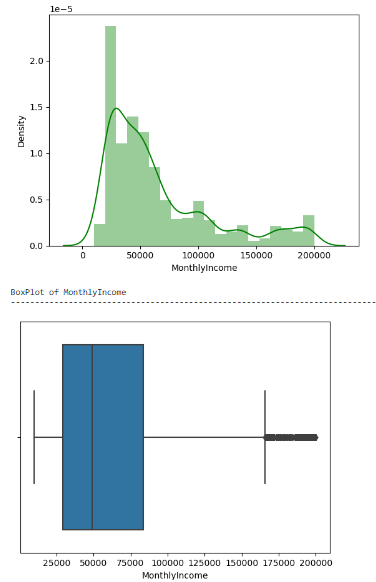 1e−5
2.0
1.5
1.0
0.5
0.0
Density
0 50000 100000 150000 200000
MonthlyIncome
BoxPlot of MonthlyIncome
--------------------------------------------------------------------------
25000 50000 75000 100000 125000 150000 175000 200000
MonthlyIncome